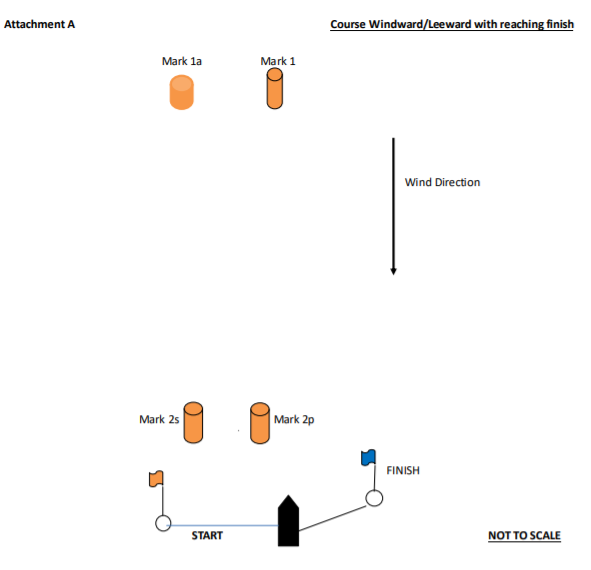 Attachment A
Course Windward/Leeward with reaching finish
Mark 1a
Mark 1
Wind Direction
Mark 2s
Mark 2p
FINISH
START
NOT TO SCALE